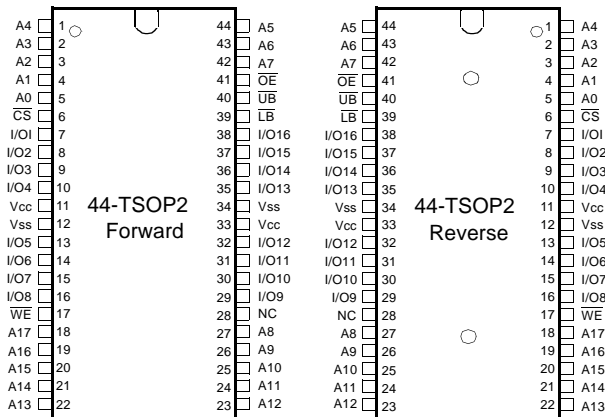 A4 1 44 A5 A5 44 1 A4
A3 2 43 A6 A6 43 2 A3
A2 3 42 A7 A7 42 3 A2
A1 4 41 OE OE 41 4 A1
A0 5 40 UB UB 40 5 A0
CS 6 39 LB LB 39 6 CS
I/OI 7 38 I/O16 I/O16 38 7 I/OI
I/O2 8 37 I/O15 I/O15 37 8 I/O2
I/O3 9 36 I/O14 I/O14 36 9 I/O3
I/O4 10 35 I/O13 I/O13 35 10 I/O4
Vcc 11 44-TSOP2 34 Vss Vss 34 44-TSOP2 11 Vcc
Vss 12 Forward 33 Vcc Vcc 33 Reverse 12 Vss
I/O5 13 32 I/O12 I/O12 32 13 I/O5
I/O6 14 31 I/O11 I/O11 31 14 I/O6
I/O7 15 30 I/O10 I/O10 30 15 I/O7
I/O8 16 29 I/O9 I/O9 29 16 I/O8
WE 17 28 NC NC 28 17 WE
A17 18 27 A8 A8 27 18 A17
A16 19 26 A9 A9 26 19 A16
A15 20 25 A10 A10 25 20 A15
A14 21 24 A11 A11 24 21 A14
A13 22 23 A12 A12 23 22 A13